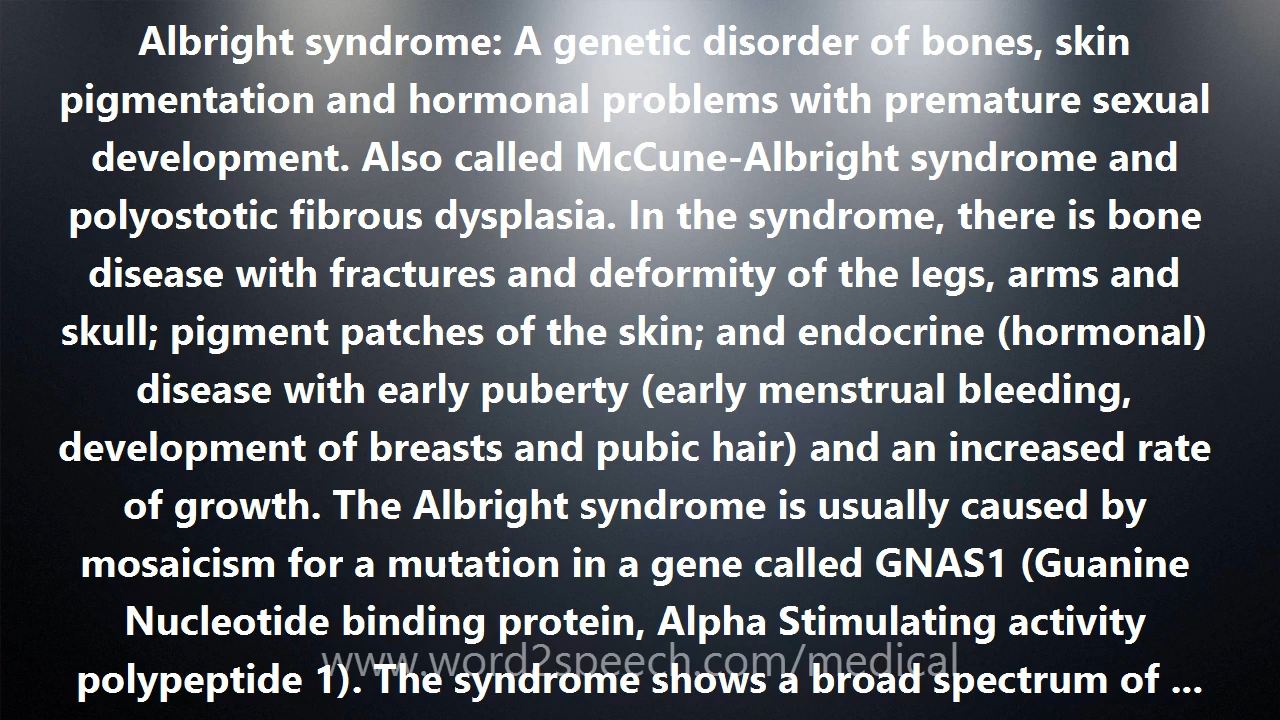 Albright syndrome: A genetic disorder of bones, skin
pigmentation and hormonal problems with premature sexual
development. Also called McCune-Albright syndrome and
polyostotic fibrous dysplasia. In the syndrome, there is bone
disease with fractures and deformity of the legs, arms and
skull; pigment patches of the skin; and endocrine (hormonal)
disease with early puberty (early menstrual bleeding,
development of breasts and pubic hair) and an increased rate
of growth. The Albright syndrome is usually caused by
mosaicism for a mutation in a gene called GNAS1 (Guanine
Nucleotide binding protein, Alpha Stimulating activity
www.word2speech.com/medical
polypeptide 1). The syndrome shows a broad spectrum of ...